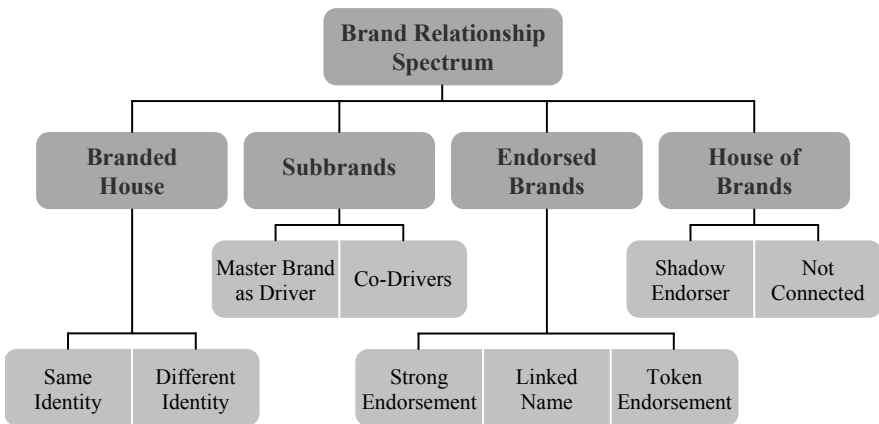 Brand Relationship
Spectrum
Branded
House
Subbrands
Endorsed
Brands
House of
Brands
Master Brand
as Driver
Co-Drivers
Shadow
Endorser
Not
Connected
Same
Identity
Different
Identity
Strong
Endorsement
Linked
Name
Token
Endorsement